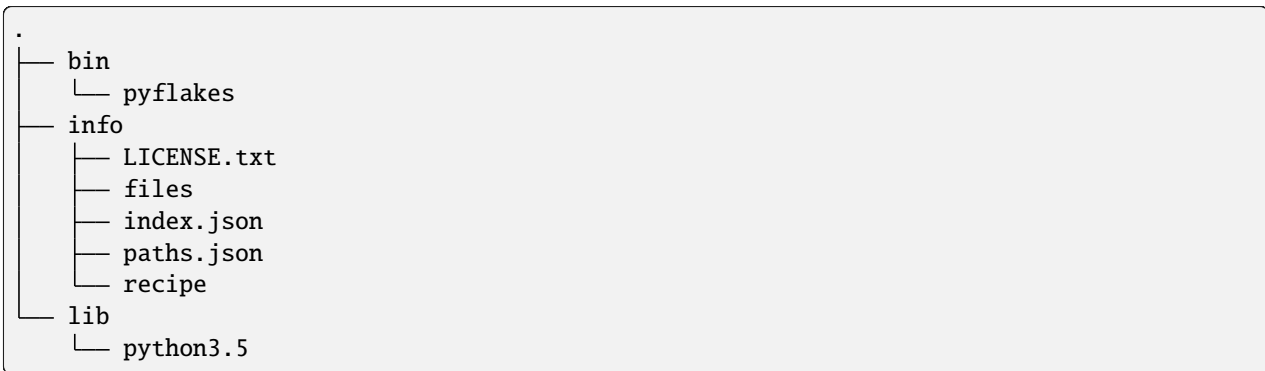 .
├── bin
│   └── pyflakes
├── info
│   ├── LICENSE.txt
│   ├── files
│   ├── index.json
│   ├── paths.json
│   └── recipe
└── lib
    └── python3.5